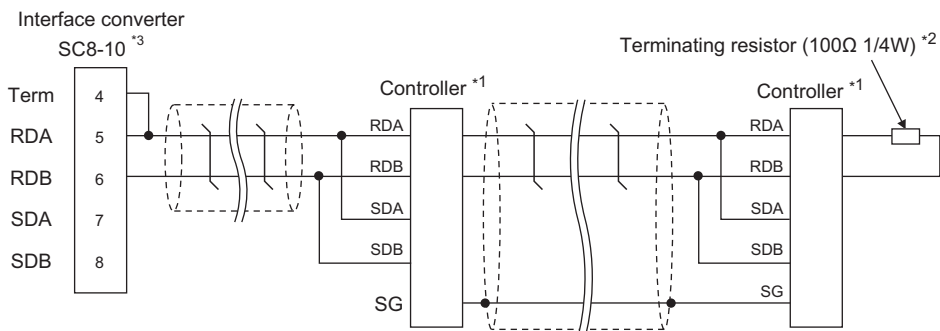 Interface converter
SC8-10 *3
Terminating resistor (100Ω 1/4W) *2
Controller *1
Controller *1
Term 4
RDA 5 RDA RDA
RDB 6 RDB RDB
SDA 7 SDA SDA
SDB 8 SDB SDB
SG SG